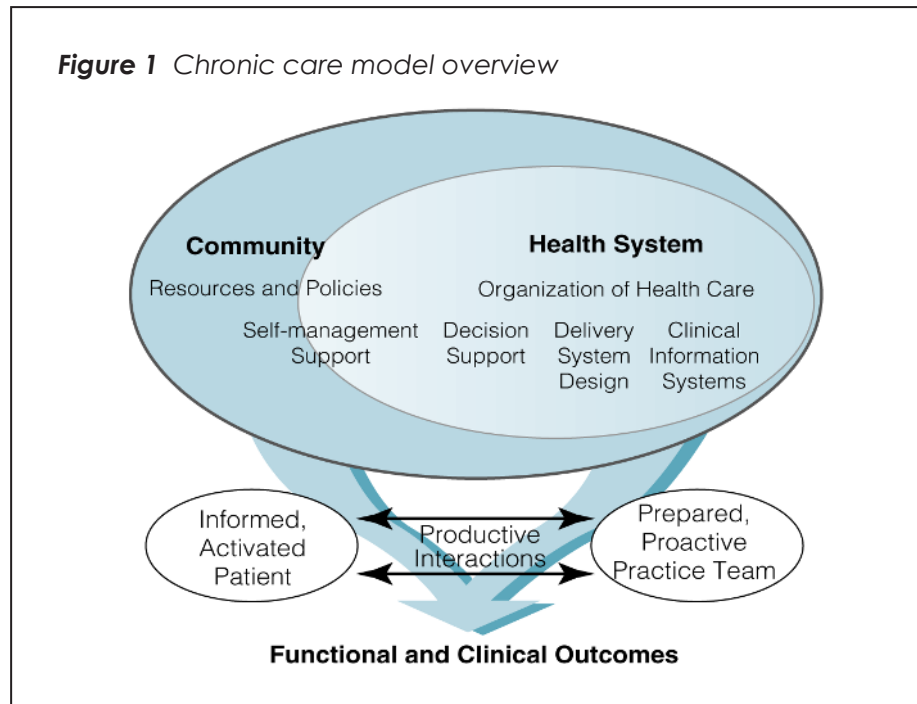 Figure 1 Chronic care model overview
Community
Resources and Policies
Health System
Organization of Health Care
Self-management
Support
Decision
Support
Delivery
System
Design
Clinical
Information
Systems
Informed,
Activated
Patient
Productive
Interactions
Prepared,
Proactive
Practice Team
Functional and Clinical Outcomes